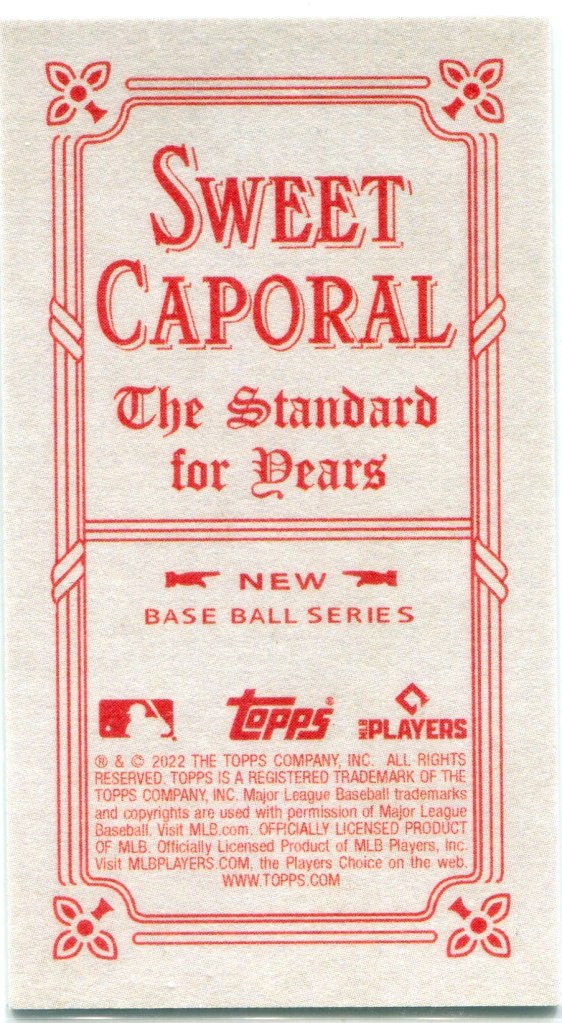 SWEET
CAPORAL
The Standard
for Years
NEW
BASE BALL SERIES
topps®
MLB PLAYERS
® & © 2022 THE TOPPS COMPANY, INC. ALL RIGHTS
RESERVED. TOPPS IS A REGISTERED TRADEMARK OF THE
TOPPS COMPANY, INC. Major League Baseball trademarks
and copyrights are used with permission of Major League
Baseball. Visit MLB.com. OFFICIALLY LICENSED PRODUCT
OF MLB. Officially Licensed Product of MLB Players, Inc.
Visit MLBPLAYERS.COM, the Players Choice on the web.
WWW.TOPPS.COM